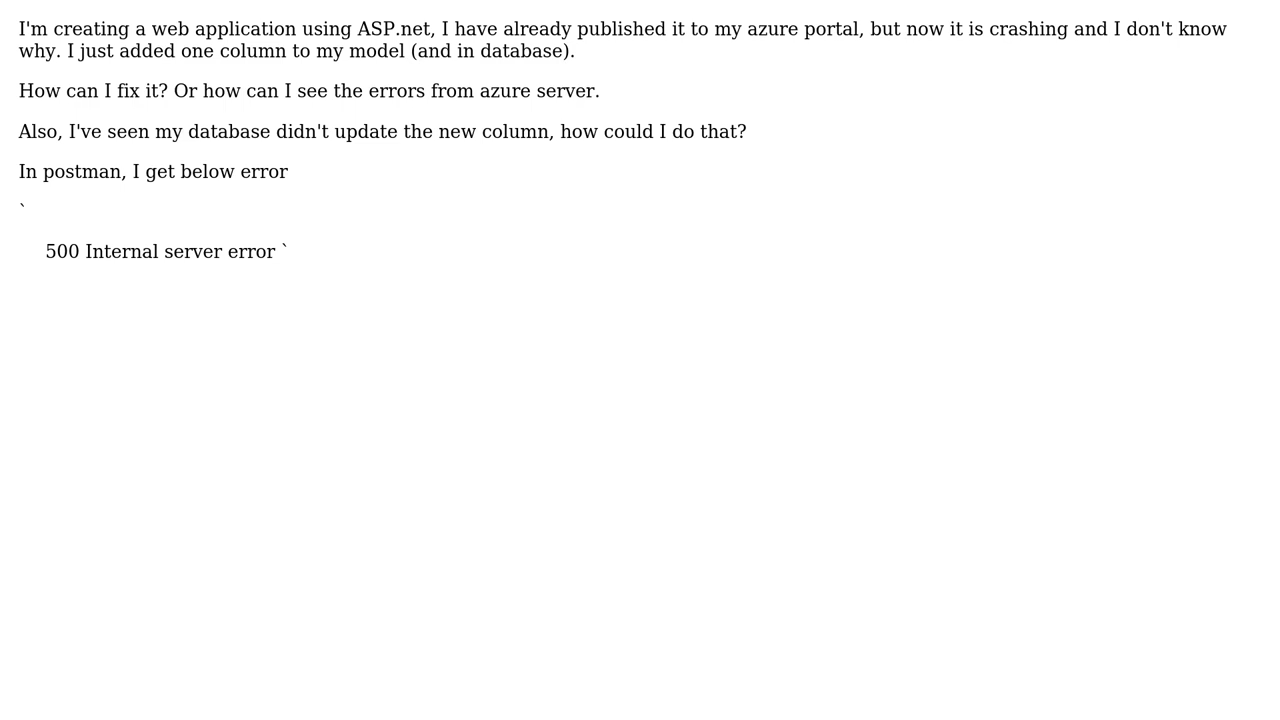 I'm creating a web application using ASP.net, I have already published it to my azure portal, but now it is crashing and I don't know
why. I just added one column to my model (and in database).
How can I fix it? Or how can I see the errors from azure server.
Also, I've seen my database didn't update the new column, how could I do that?
In postman, I get below error
`
500 Internal server error `